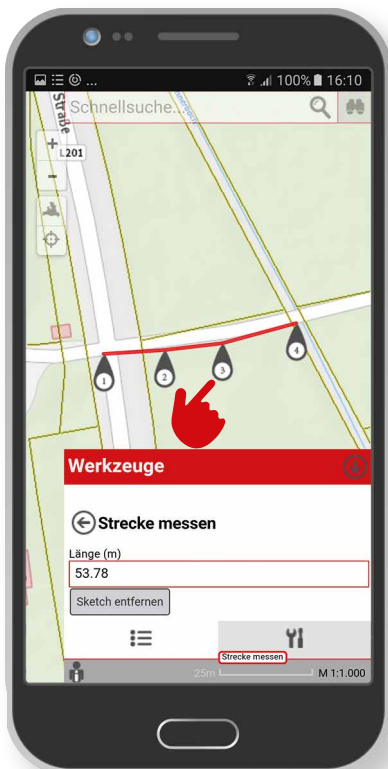 ... 100% 16:10
Straße
Schnellsuche...
+
L201
-
1
2
3
4
Werkzeuge
Strecke messen
Länge (m)
53.78
Sketch entfernen
Strecke messen
25m
M 1:1.000